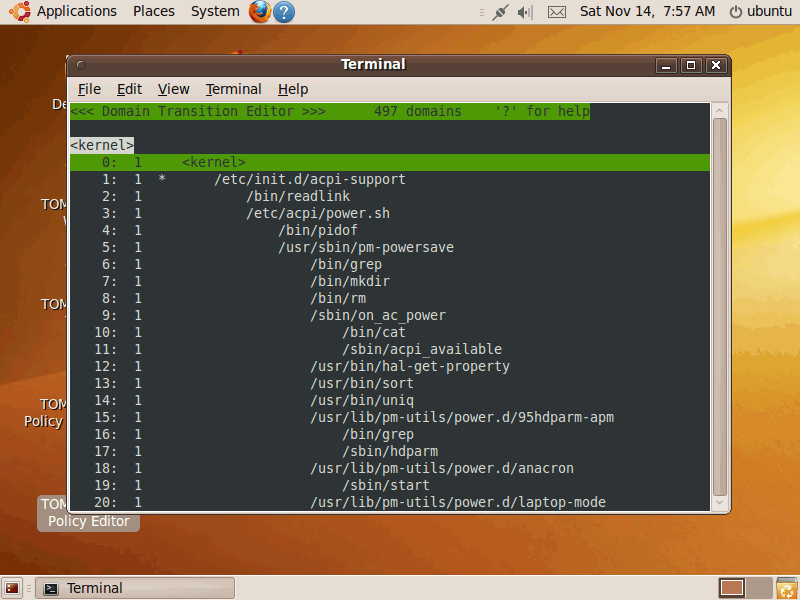 Applications Places System Sat Nov 14, 7:57 AM ubuntu
Terminal
File Edit View Terminal Help
<<< Domain Transition Editor >>> 497 domains '?' for help
<kernel>
0: 1 <kernel>
1: 1 * /etc/init.d/acpi-support
2: 1 /bin/readlink
3: 1 /etc/acpi/power.sh
4: 1 /bin/pidof
5: 1 /usr/sbin/pm-powersave
6: 1 /bin/grep
7: 1 /bin/mkdir
8: 1 /bin/rm
9: 1 /sbin/on_ac_power
10: 1 /bin/cat
11: 1 /sbin/acpi_available
12: 1 /usr/bin/hal-get-property
13: 1 /usr/bin/sort
14: 1 /usr/bin/uniq
15: 1 /usr/lib/pm-utils/power.d/95hdparm-apm
16: 1 /bin/grep
17: 1 /sbin/hdparm
18: 1 /usr/lib/pm-utils/power.d/anacron
19: 1 /sbin/start
20: 1 /usr/lib/pm-utils/power.d/laptop-mode
De
TOM
TOM
TOM
Policy
TOM
Policy Editor
Terminal